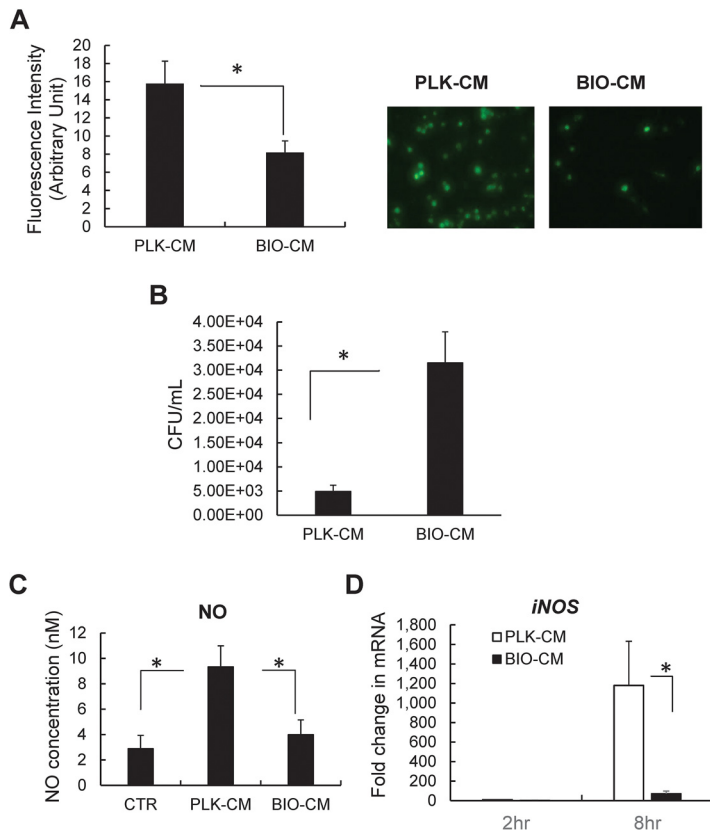 A
Fluorescence Intensity
(Arbitrary Unit)
20
18
16
14
12
10
8
6
4
2
0
*
PLK-CM
BIO-CM
PLK-CM
BIO-CM
B
CFU/mL
4.00E+04
3.50E+04
3.00E+04
2.50E+04
2.00E+04
1.50E+04
1.00E+04
5.00E+03
0.00E+00
*
PLK-CM
BIO-CM
C
NO
NO concentration (nM)
12
10
8
6
4
2
0
*
*
CTR
PLK-CM
BIO-CM
D
iNOS
Fold change in mRNA
1,800
1,600
1,400
1,200
1,000
800
600
400
200
0
PLK-CM
BIO-CM
*
2hr
8hr